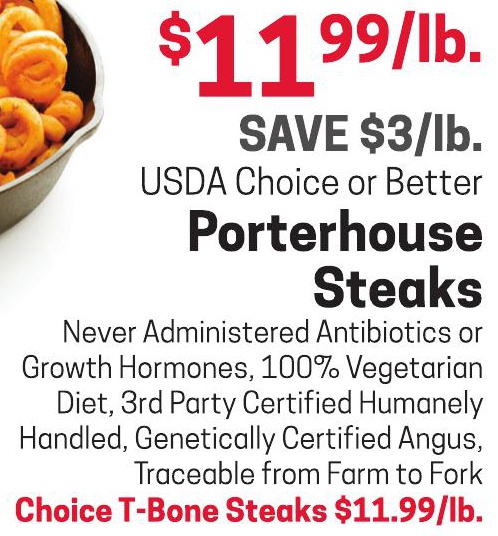 $11 99/lb.
SAVE $3/lb.
USDA Choice or Better
Porterhouse
Steaks
Never Administered Antibiotics or
Growth Hormones, 100% Vegetarian
Diet, 3rd Party Certified Humanely
Handled, Genetically Certified Angus,
Traceable from Farm to Fork
Choice T-Bone Steaks $11.99/lb.